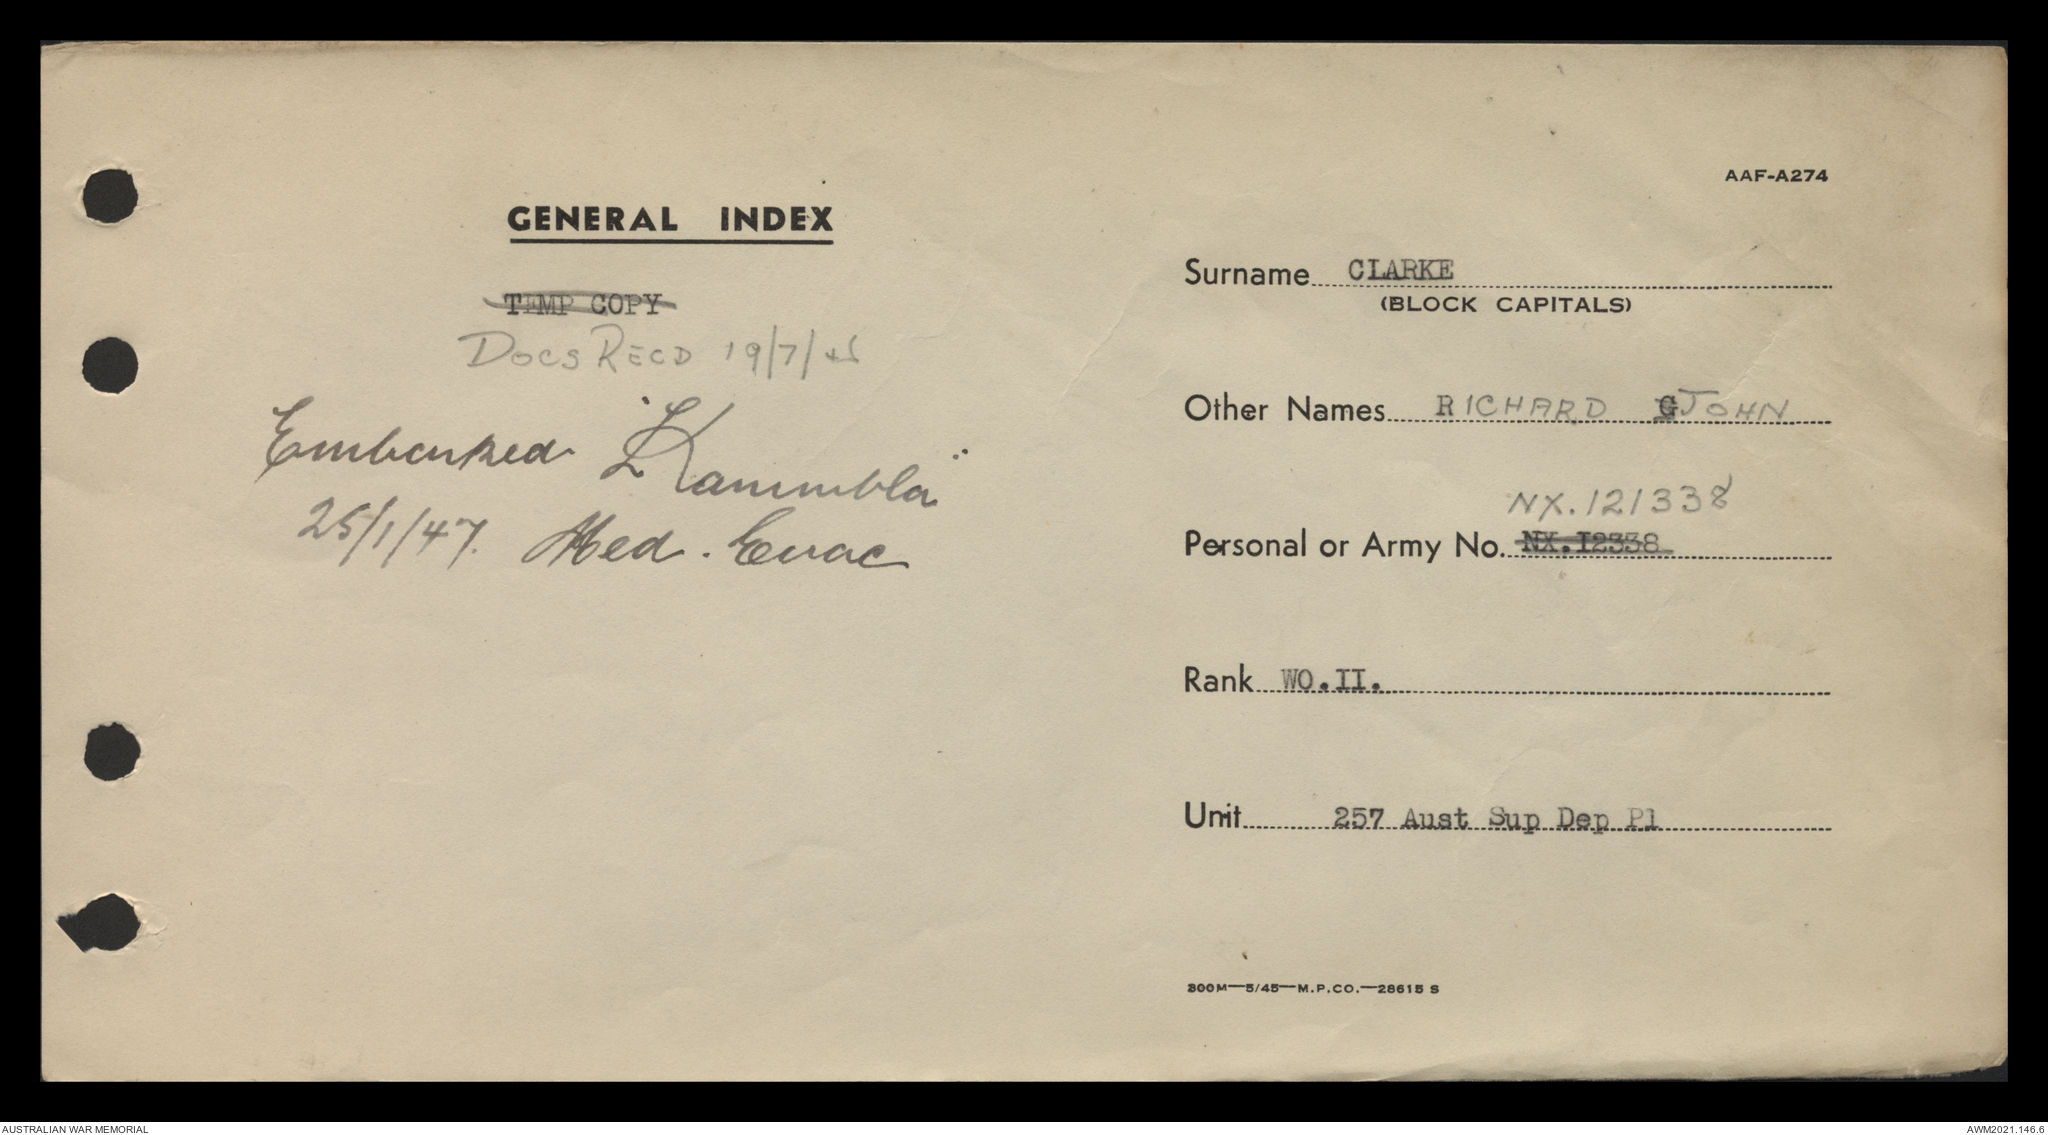 AAF-A274
GENERAL INDEX
TEMP COPY
DOCS RECD 19/7/45
Embarked "Kanimbla"
25/1/47. Med. Evac
Surname CLARKE
(BLOCK CAPITALS)
Other Names RICHARD G JOHN
NX.121338
Personal or Army No. NX.12338
Rank WO.II.
Unit 257 Aust Sup Dep Pl
300M—5/45—M.P.CO.—28615 S
AUSTRALIAN WAR MEMORIAL
AWM2021.146.6